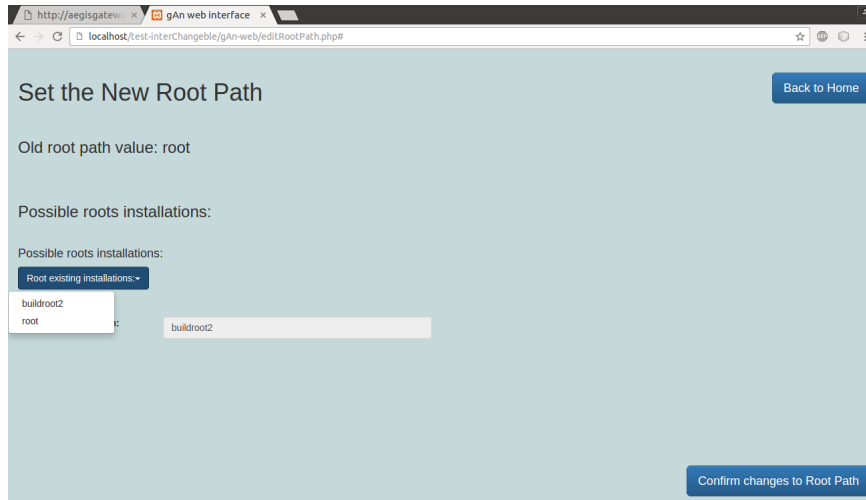 http://aegisgatew
gAn web interface
localhost/test-interChangeble/gAn-web/editRootPath.php#
Set the New Root Path
Back to Home
Old root path value: root
Possible roots installations:
Possible roots installations:
Root existing installations:
buildroot2
root
buildroot2
Confirm changes to Root Path